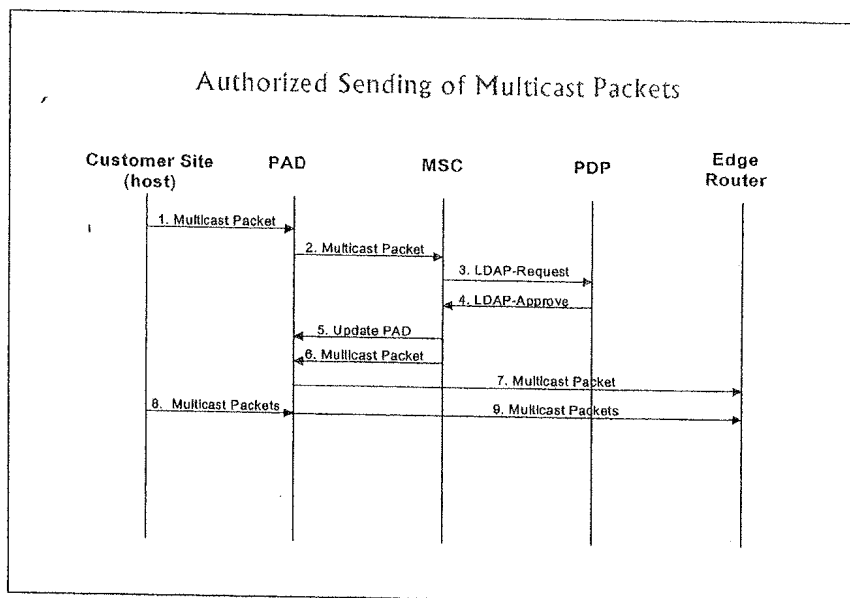 Authorized Sending of Multicast Packets
Customer Site
(host)
PAD
MSC
PDP
Edge
Router
1. Multicast Packet
2. Multicast Packet
3. LDAP-Request
4. LDAP-Approve
5. Update PAD
6. Multicast Packet
7. Multicast Packet
8. Multicast Packets
9. Multicast Packets